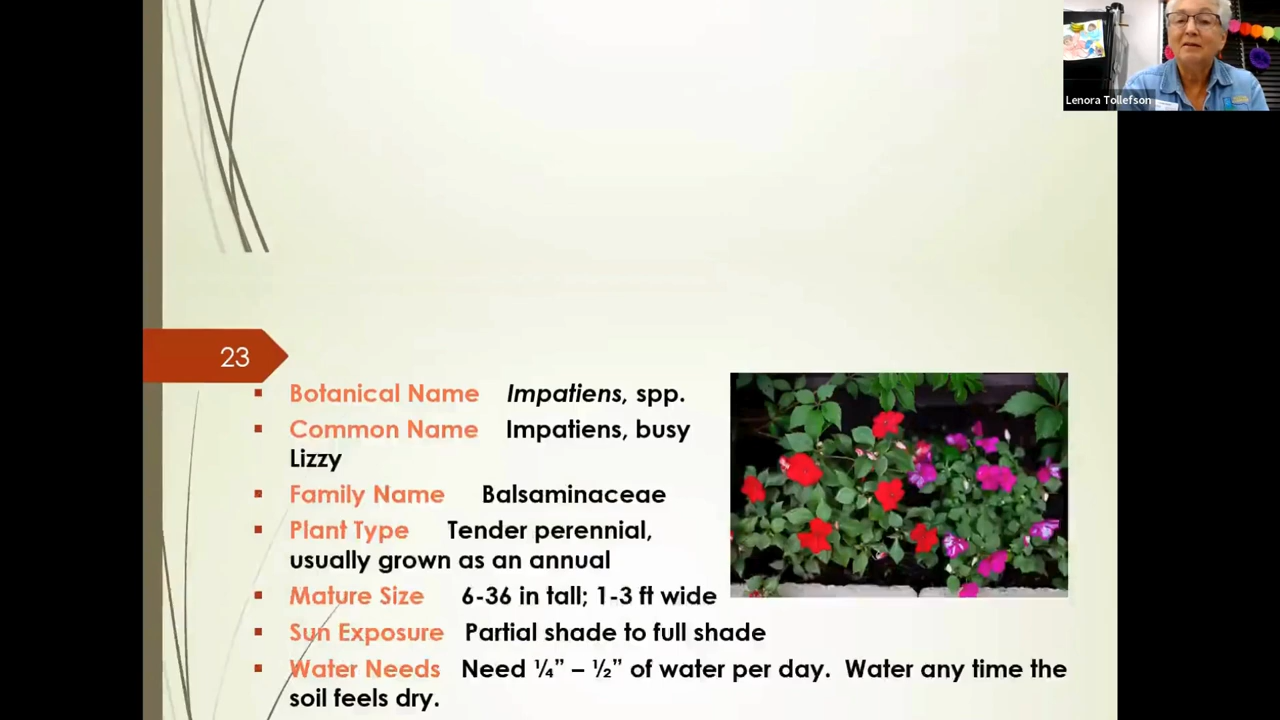 Lenora Tollefson
23
Botanical Name Impatiens, spp.
Common Name Impatiens, busy
Lizzy
Family Name Balsaminaceae
Plant Type Tender perennial,
usually grown as an annual
Mature Size 6-36 in tall; 1-3 ft wide
Sun Exposure Partial shade to full shade
Water Needs Need ¼” – ½” of water per day. Water any time the
soil feels dry.